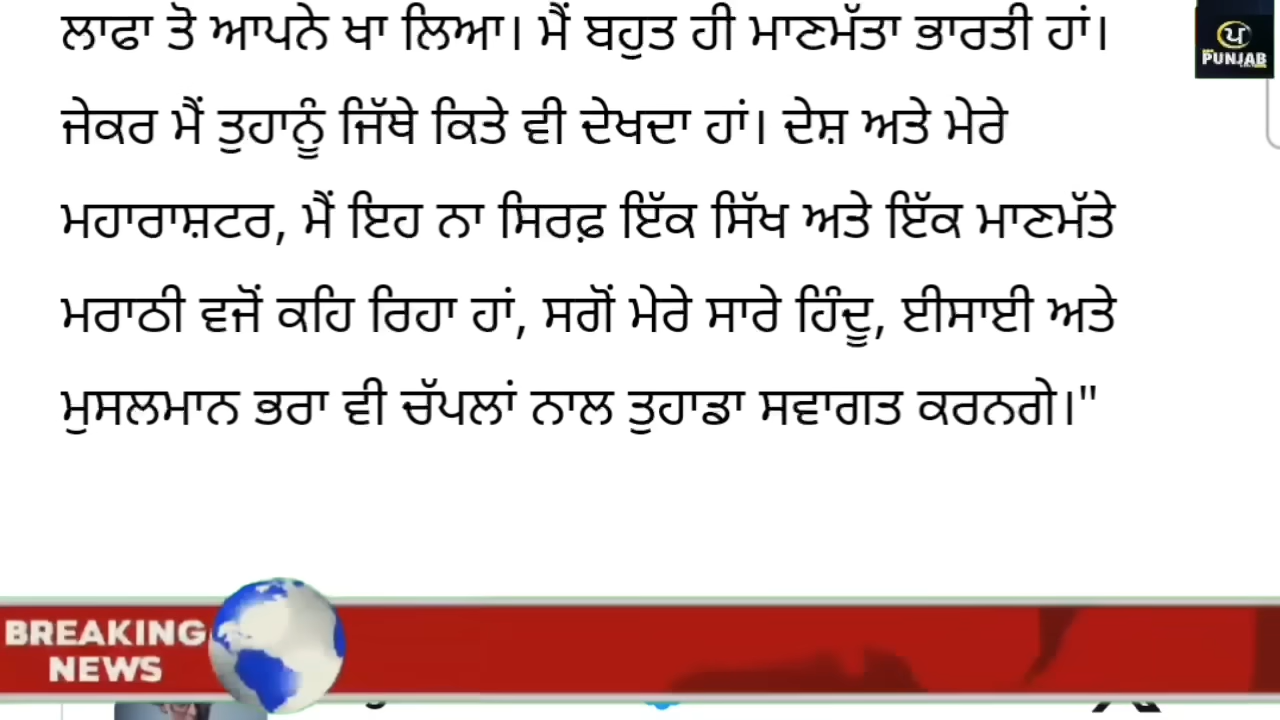 ਲਾਫਾ ਤੋ ਆਪਨੇ ਖਾ ਲਿਆ। ਮੈਂ ਬਹੁਤ ਹੀ ਮਾਣਮੱਤਾ ਭਾਰਤੀ ਹਾਂ।
ਜੇਕਰ ਮੈਂ ਤੁਹਾਨੂੰ ਜਿੱਥੇ ਕਿਤੇ ਵੀ ਦੇਖਦਾ ਹਾਂ। ਦੇਸ਼ ਅਤੇ ਮੇਰੇ
ਮਹਾਰਾਸ਼ਟਰ, ਮੈਂ ਇਹ ਨਾ ਸਿਰਫ਼ ਇੱਕ ਸਿੱਖ ਅਤੇ ਇੱਕ ਮਾਣਮੱਤੇ
ਮਰਾਠੀ ਵਜੋਂ ਕਹਿ ਰਿਹਾ ਹਾਂ, ਸਗੋਂ ਮੇਰੇ ਸਾਰੇ ਹਿੰਦੂ, ਈਸਾਈ ਅਤੇ
ਮੁਸਲਮਾਨ ਭਰਾ ਵੀ ਚੱਪਲਾਂ ਨਾਲ ਤੁਹਾਡਾ ਸਵਾਗਤ ਕਰਨਗੇ।"
ਪ
PUNJAB
BREAKING
NEWS